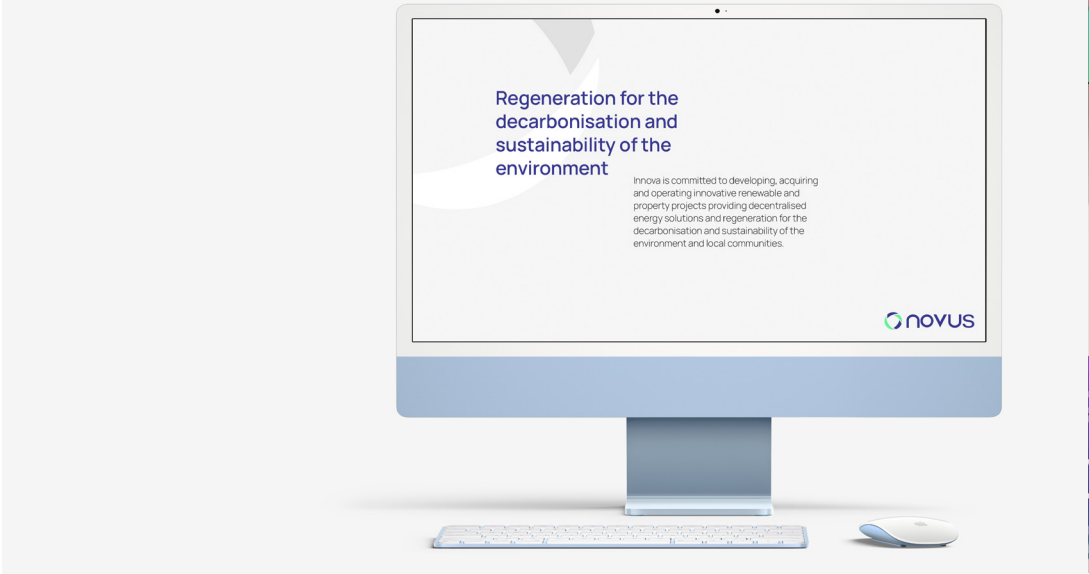 Regeneration for the
decarbonisation and
sustainability of the
environment
Innova is committed to developing, acquiring
and operating innovative renewable and
property projects providing decentralised
energy solutions and regeneration for the
decarbonisation and sustainability of the
environment and local communities.
novus